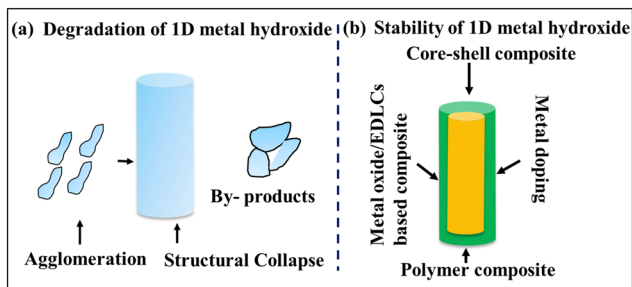 (a) Degradation of 1D metal hydroxide
By- products
Agglomeration
Structural Collapse
(b) Stability of 1D metal hydroxide
Core-shell composite
Metal oxide/EDLCs
based composite
Metal doping
Polymer composite